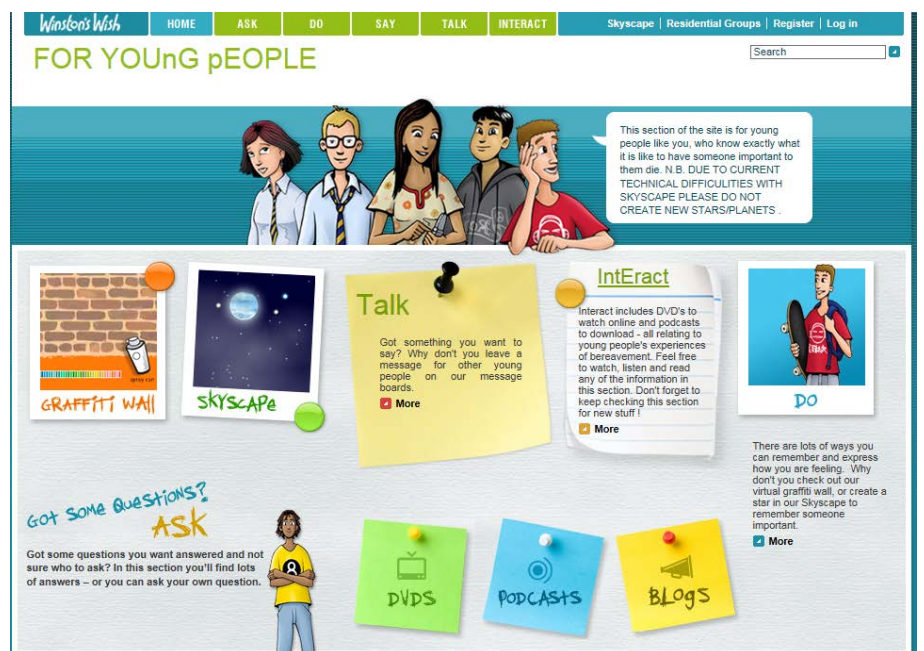 Winston's Wish
HOME ASK DO SAY TALK INTERACT
Skyscape | Residential Groups | Register | Log in
FOR YOUnG pEOPLE
Search
This section of the site is for young
people like you, who know exactly what
it is like to have someone important to
them die. N.B. DUE TO CURRENT
TECHNICAL DIFFICULTIES WITH
SKYSCAPE PLEASE DO NOT
CREATE NEW STARS/PLANETS .
spray can
GRAFFiTi WAll
SKYSCAPe
Talk
Got something you want to
say? Why don't you leave a
message for other young
people on our message
boards.
More
IntEract
Interact includes DVD's to
watch online and podcasts
to download - all relating to
young people's experiences
of bereavement. Feel free
to watch, listen and read
any of the information in
this section. Don't forget to
keep checking this section
for new stuff !
More
DO
There are lots of ways you
can remember and express
how you are feeling. Why
don't you check out our
virtual graffiti wall, or create a
star in our Skyscape to
remember someone
important.
More
GOT SOME QUeSTiONS?
ASK
Got some questions you want answered and not
sure who to ask? In this section you'll find lots
of answers – or you can ask your own question.
8
DVDS
PODCASTS
BLogs